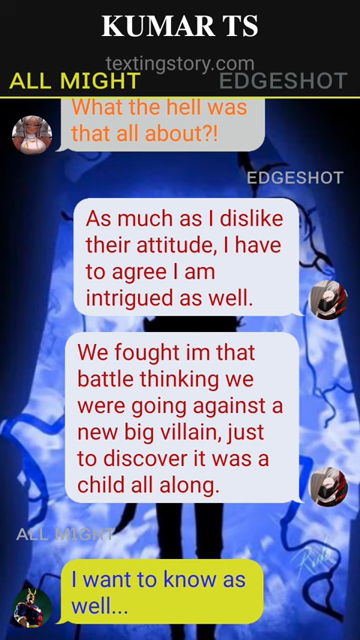 KUMAR TS
textingstory.com
ALL MIGHT
EDGESHOT
What the hell was
that all about?!
EDGESHOT
As much as I dislike
their attitude, I have
to agree I am
intrigued as well.
We fought im that
battle thinking we
were going against a
new big villain, just
to discover it was a
child all along.
ALL MIGHT
I want to know as
well...